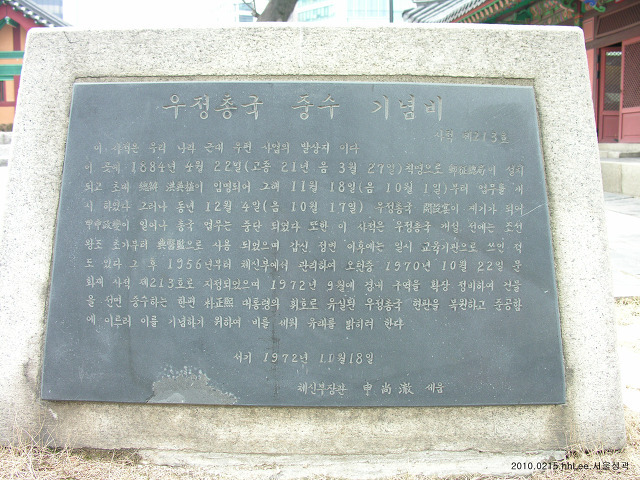 우정총국 중수 기념비
사적 제213호
이 사적은 우리 나라 근대 우편 사업의 발상지 이다
이 곳에 1884년 4월 22일(고종 21년 음 3월 27일)칙명으로 郵征總局이 설치
되고 초대 總辦 洪英植이 임명되어 그해 11월 18일(음 10월 1일)부터 업무를 개
시 하였다 그러나 동년 12월 4일(음 10월 17일) 우정총국 開設宴이 계기가 되어
甲申政變이 일어나 총국 업무는 중단 되었다 또한 이 사적은 우정총국 개설 전에는 조선
왕조 초기부터 典醫監으로 사용 되었으며 갑신 정변 이후에는 일시 교육기관으로 쓰인 적
도 있다 그 후 1956년부터 체신부에서 관리하여 오던중 1970년 10월 22일 문
화재 사적 제213호로 지정되었으며 1972년 9월에 경내 구역을 확장 정비하여 건물
을 전면 중수하는 한편 朴正熙 대통령의 휘호로 유실된 우정총국 현판을 복원하고 준공함
에 이르러 이를 기념하기 위하여 비를 세워 유래를 밝히려 한다
서기 1972년 11월18일
체신부장관 申尙澈 세움
2010.0215.hhLee.서울성곽